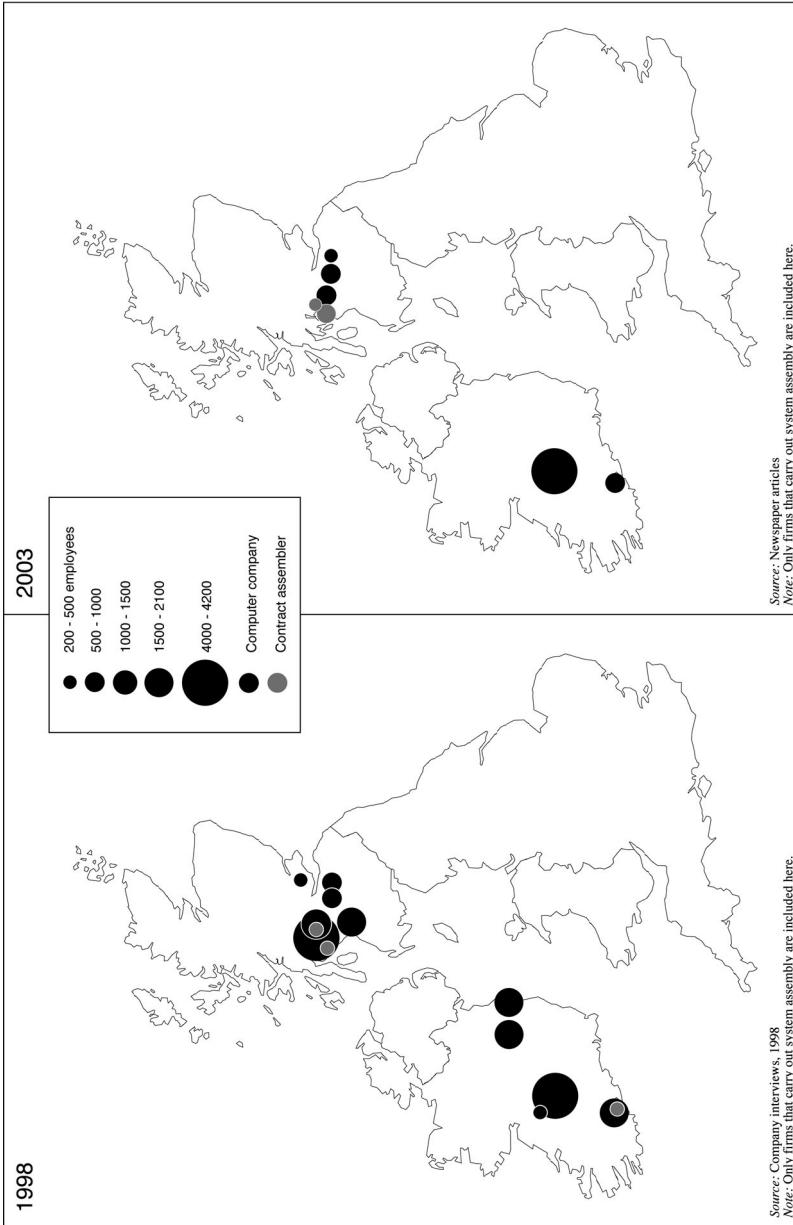 1998
Source: Company interviews, 1998
Note: Only firms that carry out system assembly are included here.
2003
200 - 500 employees
500 - 1000
1000 - 1500
1500 - 2100
4000 - 4200
Computer company
Contract assembler
Source: Newspaper articles
Note: Only firms that carry out system assembly are included here.